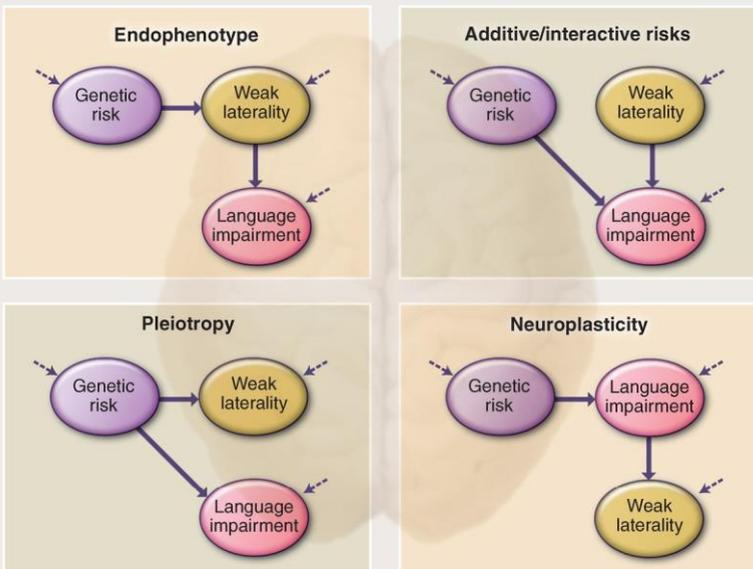 Endophenotype
Genetic
risk
Weak
laterality
Language
impairment
Additive/interactive risks
Genetic
risk
Weak
laterality
Language
impairment
Pleiotropy
Genetic
risk
Weak
laterality
Language
impairment
Neuroplasticity
Genetic
risk
Language
impairment
Weak
laterality